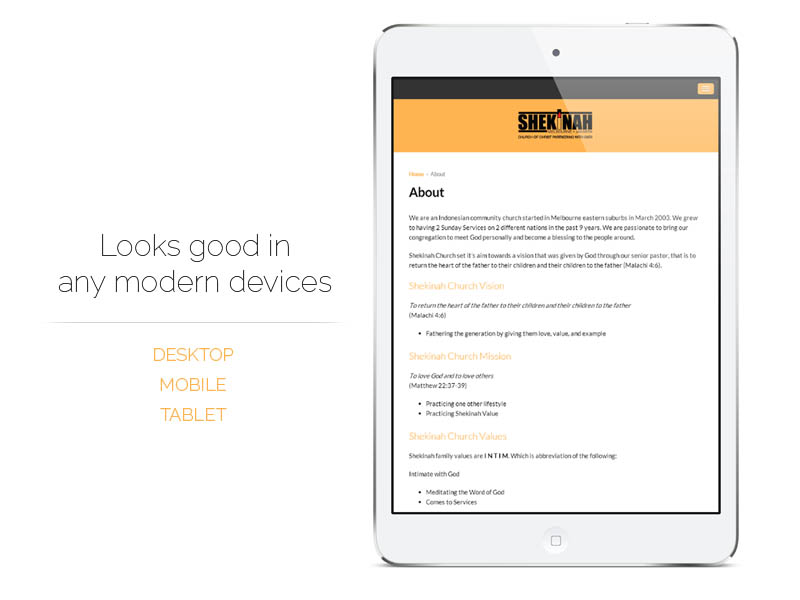 Looks good in
any modern devices
DESKTOP
MOBILE
TABLET
SHEKINAH
MELBOURNE • JAKARTA
CHURCH OF CHRIST PARTNERING WITH GOD
Home » About
About
We are an Indonesian community church started in Melbourne eastern suburbs in March 2003. We grew
to having 2 Sunday Services on 2 different nations in the past 9 years. We are passionate to bring our
congregation to meet God personally and become a blessing to the people around.
Shekinah Church set it's aim towards a vision that was given by God through our senior pastor, that is to
return the heart of the father to their children and their children to the father (Malachi 4:6).
Shekinah Church Vision
To return the heart of the father to their children and their children to the father
(Malachi 4:6)
• Fathering the generation by giving them love, value, and example
Shekinah Church Mission
To love God and to love others
(Matthew 22:37-39)
• Practicing one other lifestyle
• Practicing Shekinah Value
Shekinah Church Values
Shekinah family values are I N T I M. Which is abbreviation of the following:
Intimate with God
• Meditating the Word of God
• Comes to Services